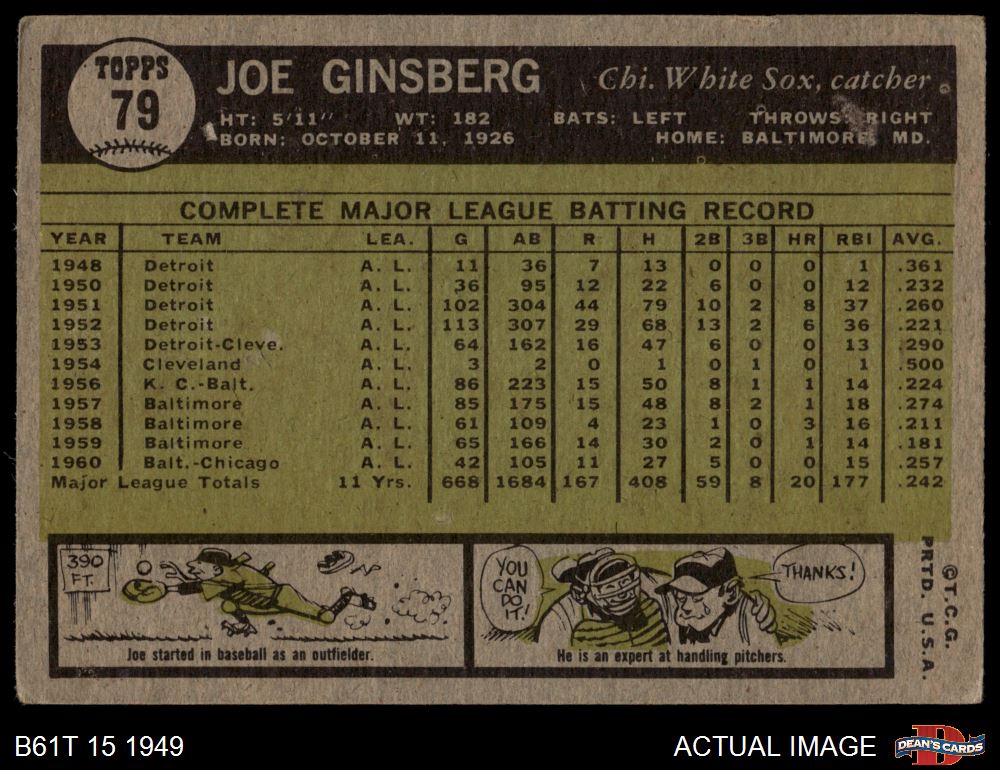 TOPPS
79
JOE GINSBERG Chi. White Sox, catcher
HT: 5'11" WT: 182 BATS: LEFT THROWS: RIGHT
BORN: OCTOBER 11, 1926 HOME: BALTIMORE, MD.
COMPLETE MAJOR LEAGUE BATTING RECORD
YEAR TEAM LEA. G AB R H 2B 3B HR RBI AVG.
1948 Detroit A. L. 11 36 7 13 0 0 0 1 .361
1950 Detroit A. L. 36 95 12 22 6 0 0 12 .232
1951 Detroit A. L. 102 304 44 79 10 2 8 37 .260
1952 Detroit A. L. 113 307 29 68 13 2 6 36 .221
1953 Detroit-Cleve. A. L. 64 162 16 47 6 0 0 13 .290
1954 Cleveland A. L. 3 2 0 1 0 1 0 1 .500
1956 K. C.-Balt. A. L. 86 223 15 50 8 1 1 14 .224
1957 Baltimore A. L. 85 175 15 48 8 2 1 18 .274
1958 Baltimore A. L. 61 109 4 23 1 0 3 16 .211
1959 Baltimore A. L. 65 166 14 30 2 0 1 14 .181
1960 Balt.-Chicago A. L. 42 105 11 27 5 0 0 15 .257
Major League Totals 11 Yrs. 668 1684 167 408 59 8 20 177 .242
390
FT.
Joe started in baseball as an outfielder.
YOU
CAN
DO
IT!
THANKS!
He is an expert at handling pitchers.
©T.C.G.
PRTD. U.S.A.
B61T 15 1949
ACTUAL IMAGE
DEAN'S CARDS